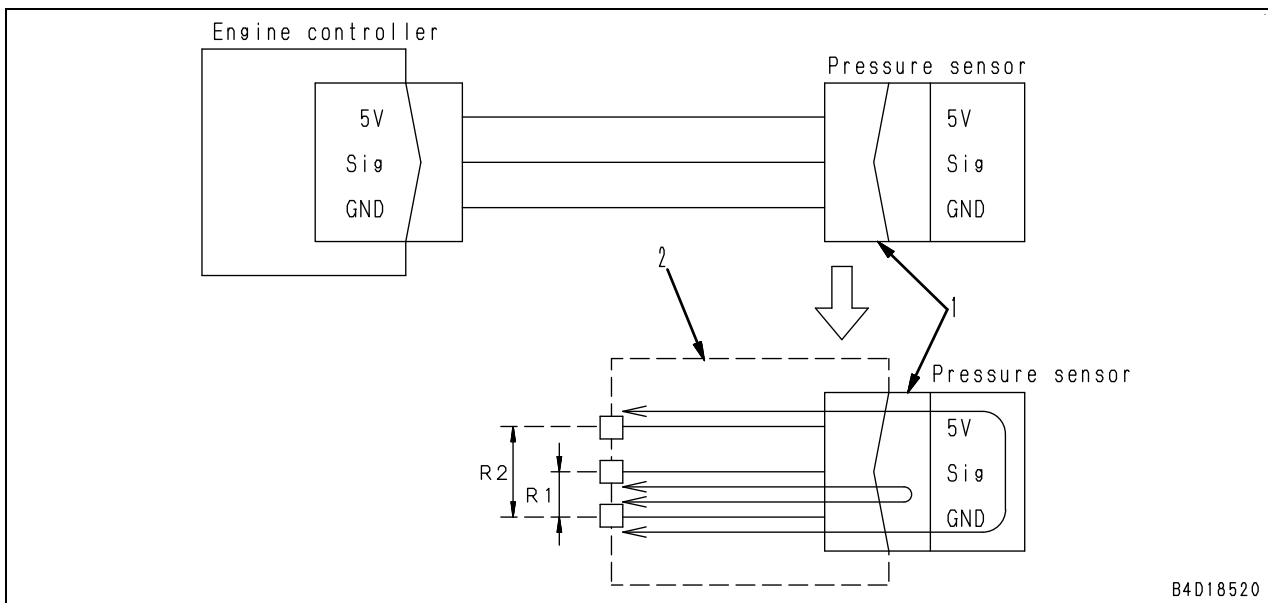 Engine controller
Pressure sensor
5V
Sig
GND
5V
Sig
GND
2
1
Pressure sensor
5V
Sig
GND
R2
R1
B4D18520